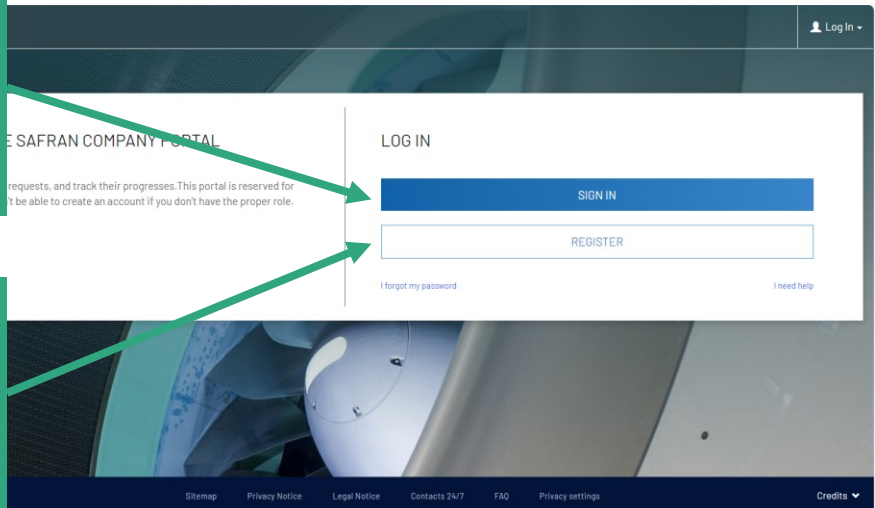 Log In
E SAFRAN COMPANY PORTAL
requests, and track their progresses.This portal is reserved for
't be able to create an account if you don't have the proper role.
LOG IN
SIGN IN
REGISTER
I forgot my password
I need help
Sitemap Privacy Notice Legal Notice Contacts 24/7 FAQ Privacy settings Credits